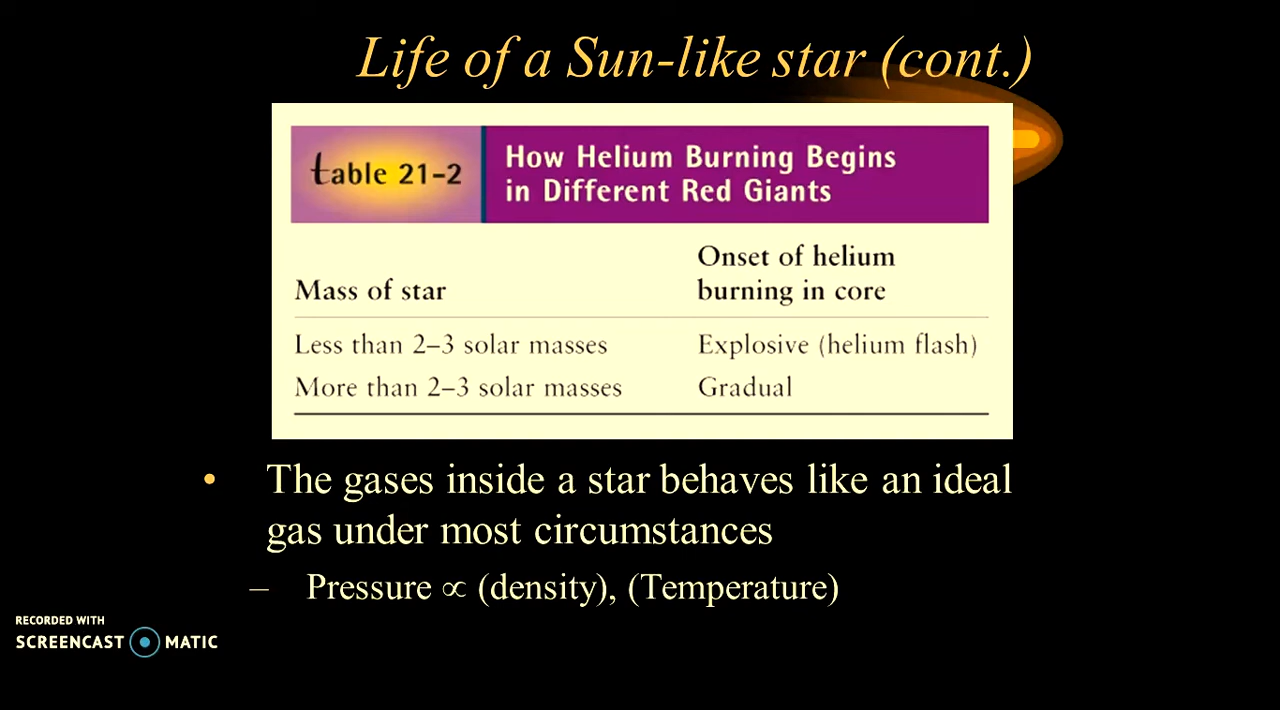 Life of a Sun-like star (cont.)
table 21–2
How Helium Burning Begins
in Different Red Giants
Mass of star
Onset of helium
burning in core
Less than 2–3 solar masses
Explosive (helium flash)
More than 2–3 solar masses
Gradual
• The gases inside a star behaves like an ideal
gas under most circumstances
– Pressure ∝ (density), (Temperature)
RECORDED WITH
SCREENCAST MATIC